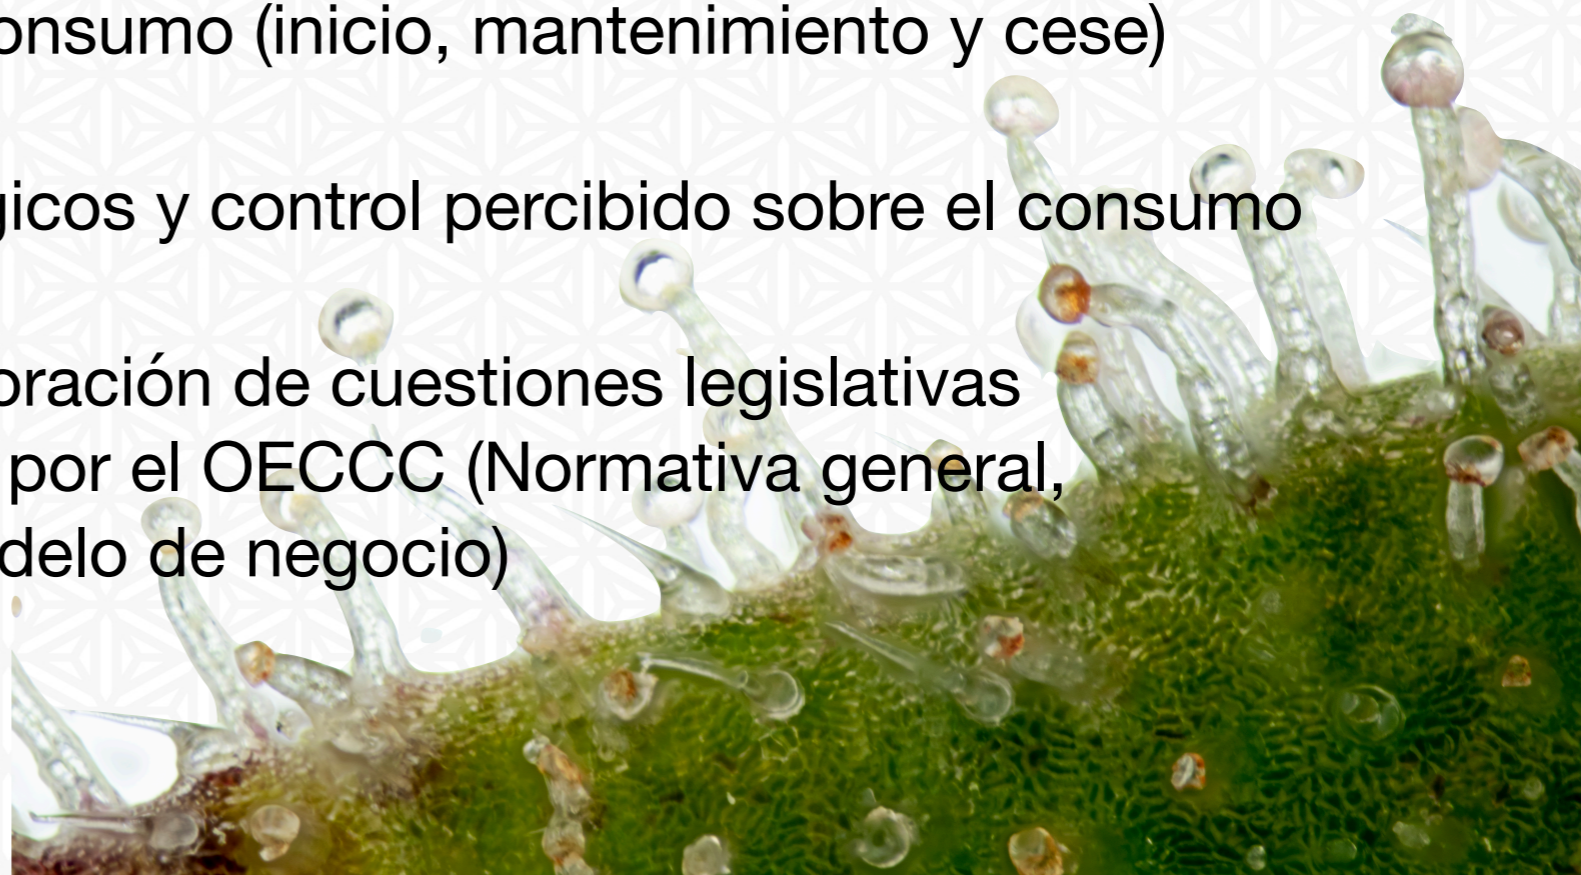 onsumo (inicio, mantenimiento y cese)
gicos y control percibido sobre el consumo
oración de cuestiones legislativas
por el OECCC (Normativa general,
delo de negocio)